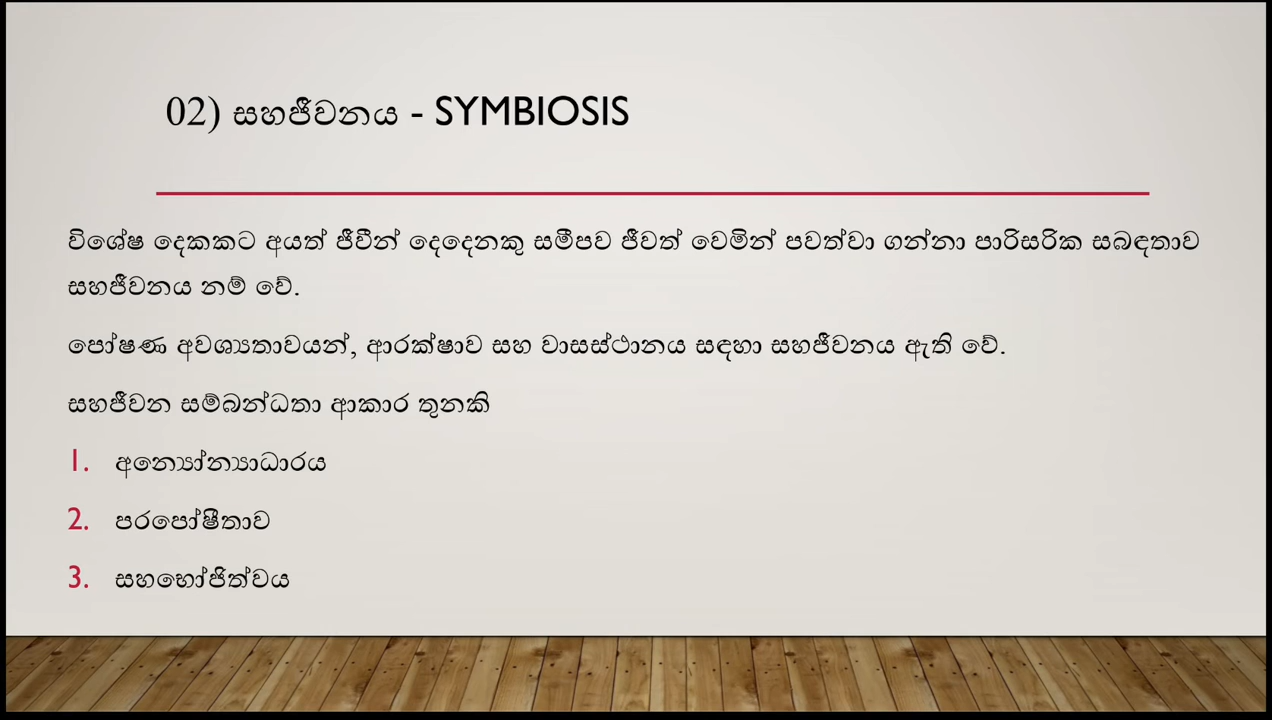 02) සහජීවනය - SYMBIOSIS
විශේෂ දෙකකට අයත් ජීවීන් දෙදෙනකු සමීපව ජීවත් වෙමින් පවත්වා ගන්නා පාරිසරික සබඳතාව
සහජීවනය නම් වේ.
පෝෂණ අවශ්‍යතාවයන්, ආරක්ෂාව සහ වාසස්ථානය සඳහා සහජීවනය ඇති වේ.
සහජීවන සම්බන්ධතා ආකාර තුනකි
1. අන්‍යෝන්‍යාධාරය
2. පරපෝෂීතාව
3. සහභෝජිත්වය